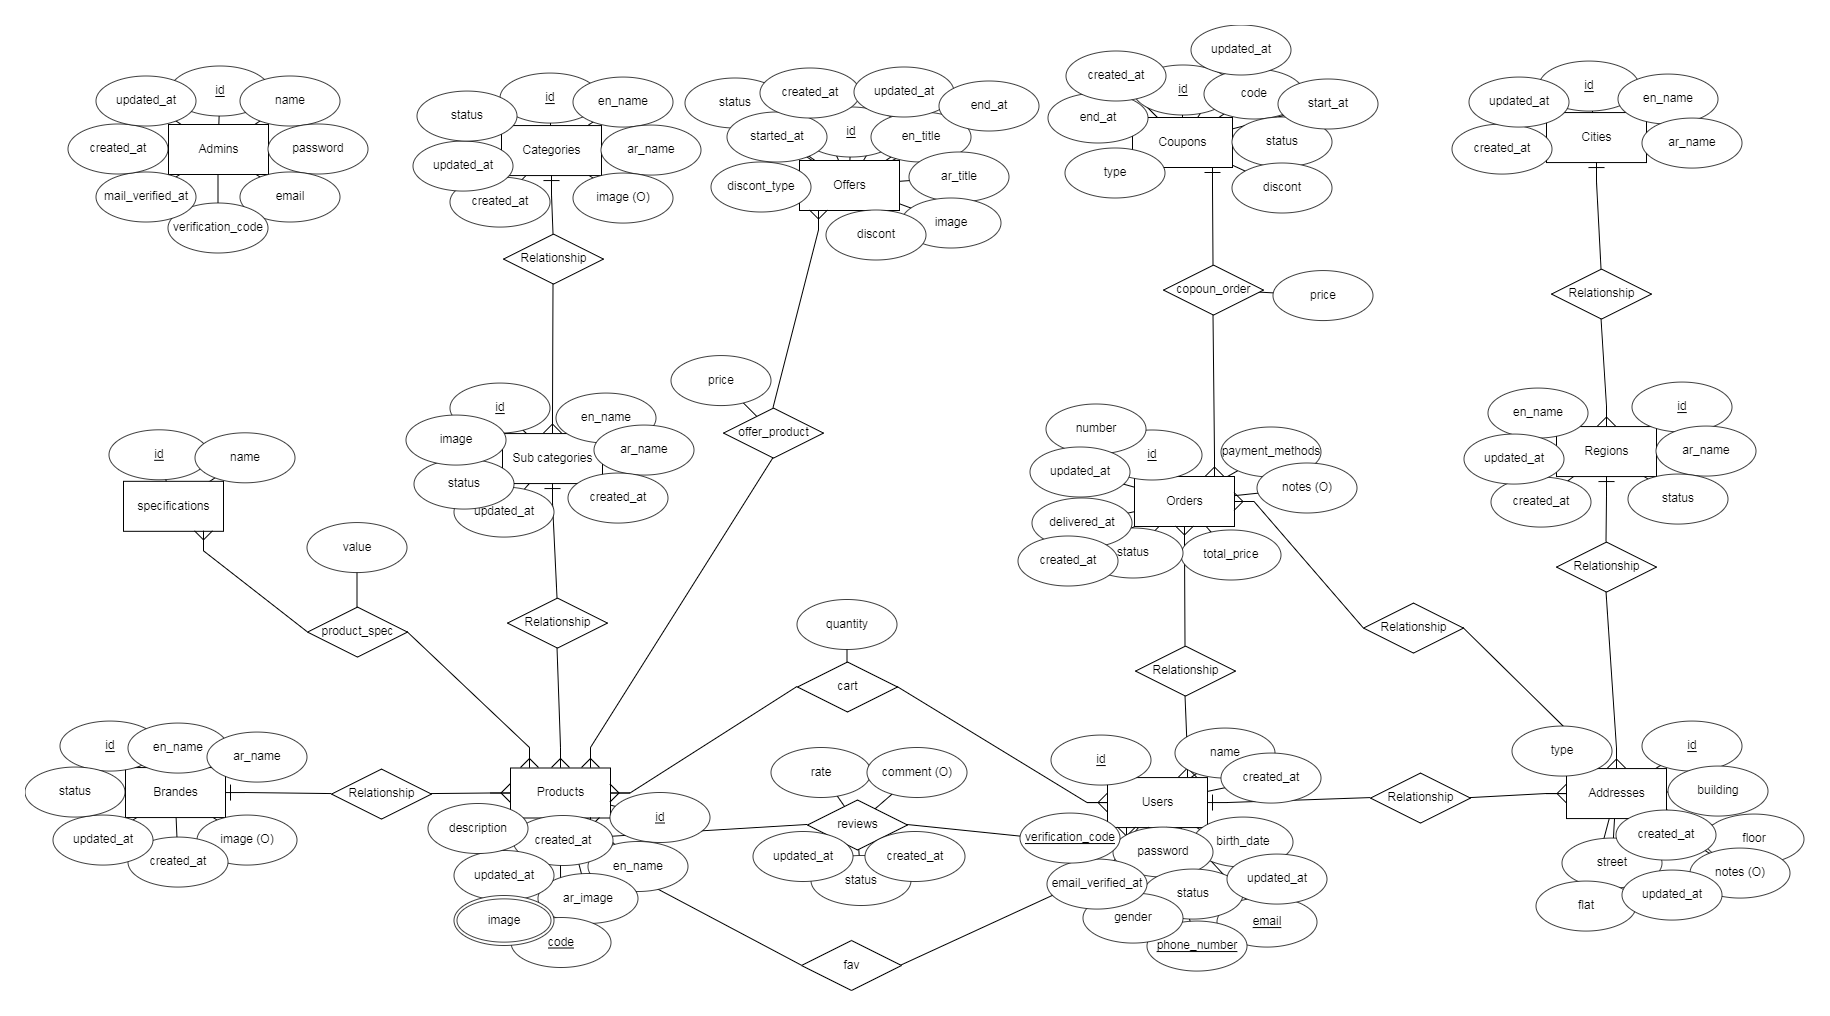 updated_at
id
name
created_at
Admins
password
mail_verified_at
email
verification_code
status
id
en_name
Categories
ar_name
updated_at
created_at
image (O)
status
created_at
updated_at
end_at
started_at
id
en_title
discont_type
Offers
ar_title
discont
image
updated_at
created_at
id
code
start_at
end_at
Coupons
status
type
discont
updated_at
id
en_name
created_at
Cities
ar_name
Relationship
copoun_order
price
Relationship
price
offer_product
id
en_name
image
Sub categories
ar_name
status
created_at
updated_at
id
name
specifications
value
product_spec
Relationship
number
id
payment_methods
updated_at
Orders
notes (O)
delivered_at
status
total_price
created_at
en_name
id
updated_at
Regions
ar_name
created_at
status
Relationship
Relationship
Relationship
quantity
cart
id
en_name
ar_name
status
Brandes
updated_at
created_at
image (O)
Relationship
Products
description
created_at
id
updated_at
en_name
ar_image
image
code
rate
comment (O)
reviews
updated_at
created_at
status
fav
id
name
created_at
Users
verification_code
password
birth_date
email_verified_at
status
updated_at
gender
email
phone_number
Relationship
type
id
Addresses
building
created_at
floor
street
notes (O)
flat
updated_at